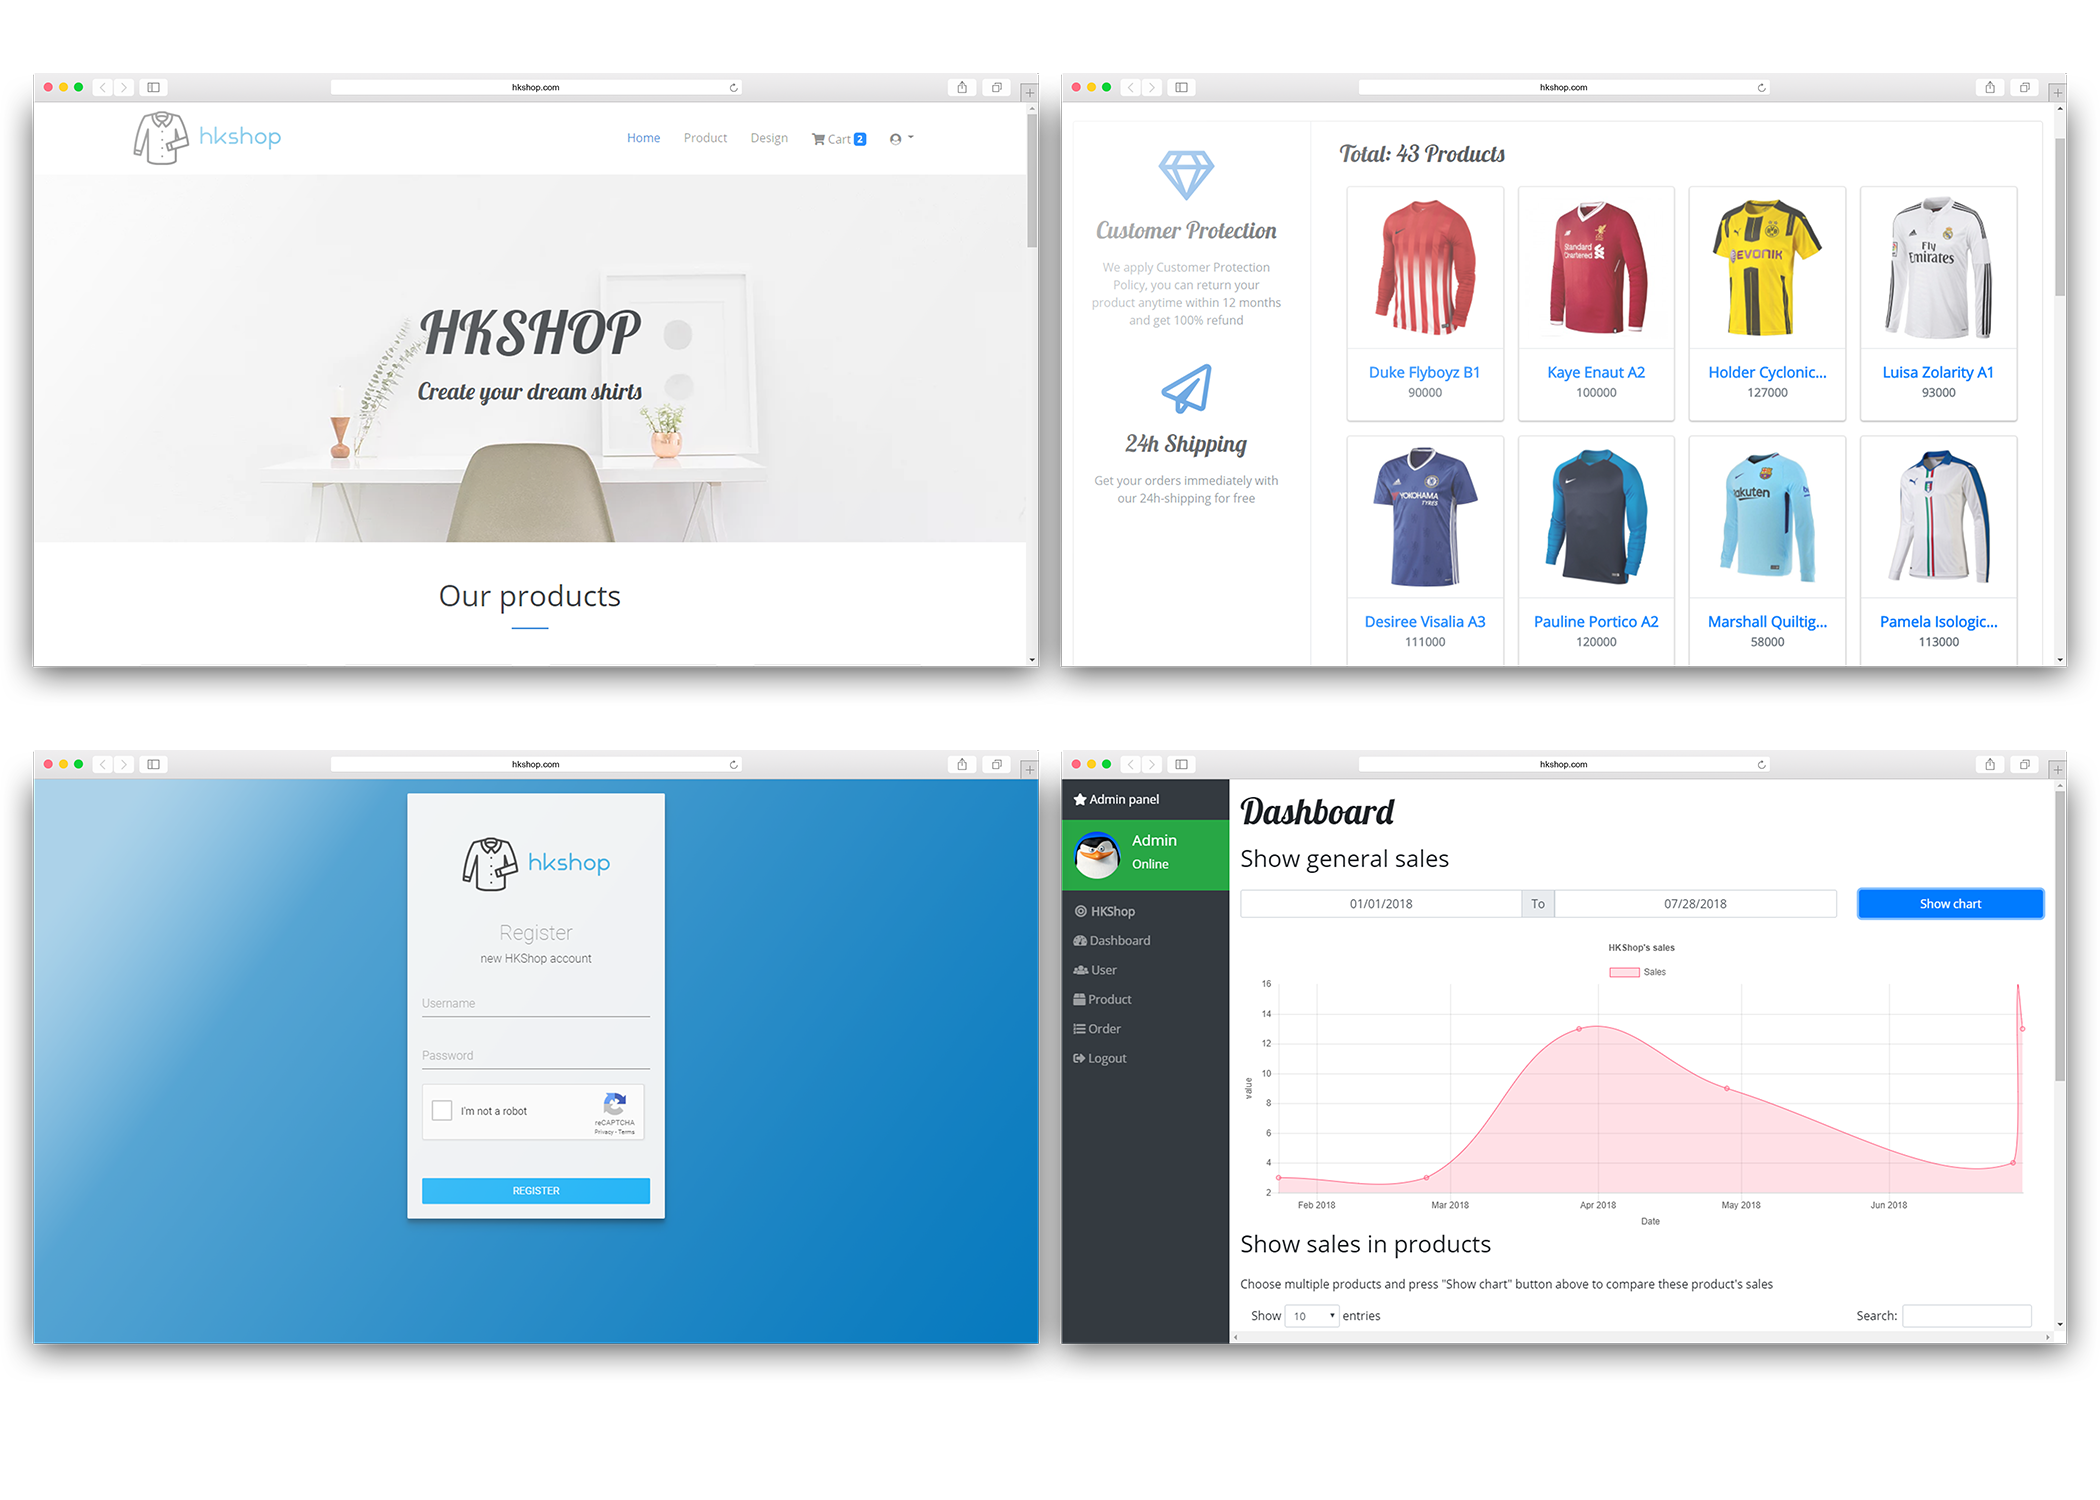 hkshop.com
hkshop
Home
Product
Design
Cart 2
HKSHOP
Create your dream shirts
Our products
hkshop.com
Customer Protection
We apply Customer Protection
Policy, you can return your
product anytime within 12 months
and get 100% refund
24h Shipping
Get your orders immediately with
our 24h-shipping for free
Total: 43 Products
Standard
Chartered
EVONIK
Fly
Emirates
Duke Flyboyz B1
Kaye Enaut A2
Holder Cyclonic...
Luisa Zolarity A1
90000
100000
127000
93000
YOKOHAMA
TYRES
Rakuten
Desiree Visalia A3
Pauline Portico A2
Marshall Quiltig...
Pamela Isologic...
111000
120000
58000
113000
hkshop.com
hkshop
Register
new HKShop account
Username
Password
I'm not a robot
reCAPTCHA
Privacy - Terms
REGISTER
hkshop.com
Admin panel
Admin
Online
HKShop
Dashboard
User
Product
Order
Logout
Dashboard
Show general sales
01/01/2018
To
07/28/2018
Show chart
HKShop's sales
Sales
value
16
14
12
10
8
6
4
2
Feb 2018
Mar 2018
Apr 2018
May 2018
Jun 2018
Date
Show sales in products
Choose multiple products and press "Show chart" button above to compare these product's sales
Show 10 entries
Search: